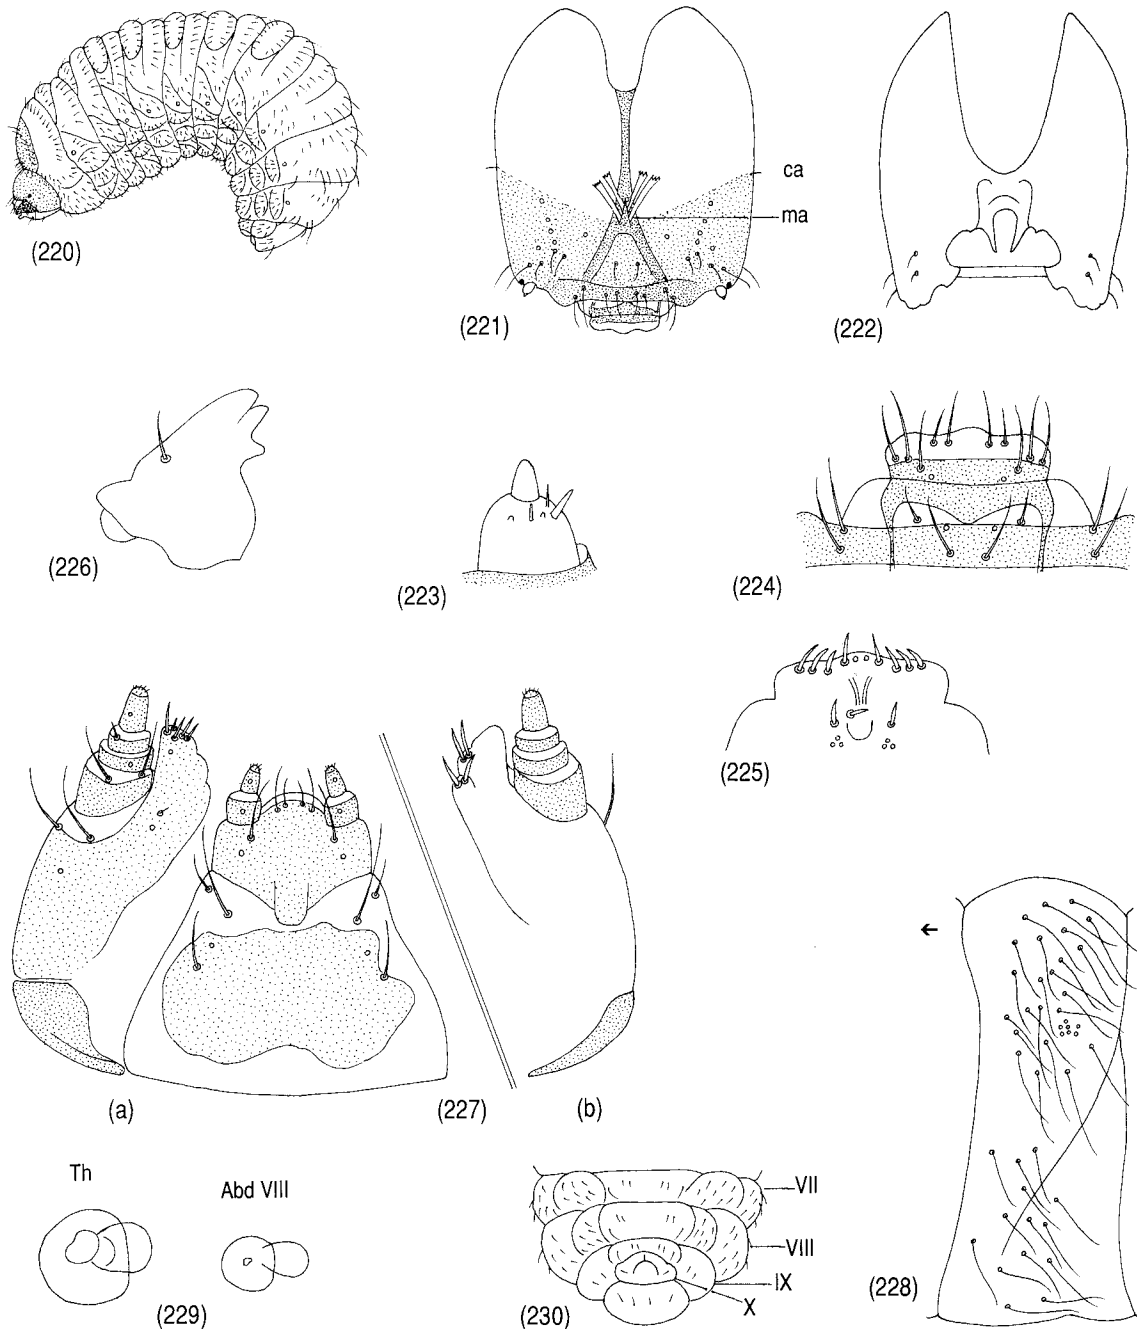 ca
ma
(220)
(221)
(222)
(226)
(223)
(224)
(225)
(a)
(227)
(b)
Th
Abd VIII
←
(229)
VII
VIII
IX
X
(230)
(228)